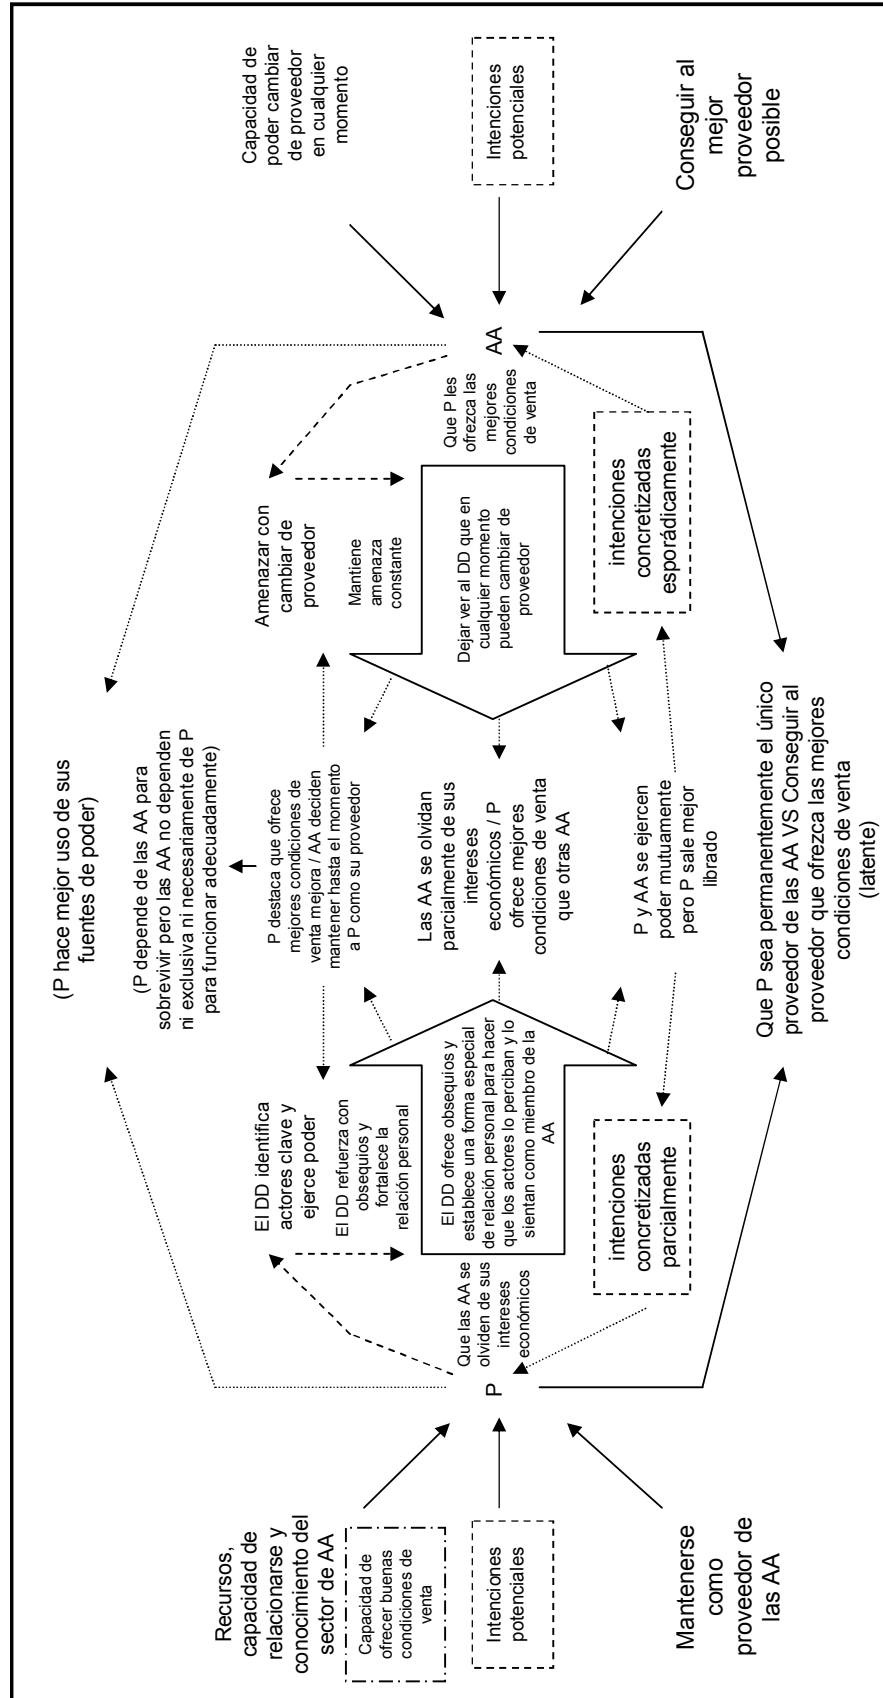 Recursos,
capacidad de
relacionarse y
conocimiento del
sector de AA
Capacidad de
ofrecer buenas
condiciones de
venta
Intenciones
potenciales
Mantenerse
como
proveedor de
las AA
P
Que las AA se
olviden de sus
intereses
económicos
El DD identifica
actores clave y
ejerce poder
El DD refuerza con
obsequios y
fortalece la
relación personal
El DD ofrece obsequios y
establece una forma especial
de relación personal para hacer
que los actores lo perciban y lo
sientan como miembro de la
AA
intenciones
concretizadas
parcialmente
(P hace mejor uso de sus
fuentes de poder)
(P depende de las AA para
sobrevivir pero las AA no dependen
ni exclusiva ni necesariamente de P
para funcionar adecuadamente)
P destaca que ofrece
mejores condiciones de
venta mejora / AA deciden
mantener hasta el momento
a P como su proveedor
Las AA se olvidan
parcialmente de sus
intereses
económicos / P
ofrece mejores
condiciones de venta
que otras AA
P y AA se ejercen
poder mutuamente
pero P sale mejor
librado
Que P sea permanentemente el único
proveedor de las AA VS Conseguir al
proveedor que ofrezca las mejores
condiciones de venta
(latente)
Amenazar con
cambiar de
proveedor
Mantiene
amenaza
constante
Dejar ver al DD que en
cualquier momento
pueden cambiar de
proveedor
intenciones
concretizadas
esporádicamente
Que P les
ofrezca las
mejores
condiciones
de venta
AA
Capacidad de
poder cambiar
de proveedor
en cualquier
momento
Intenciones
potenciales
Conseguir al
mejor
proveedor
posible